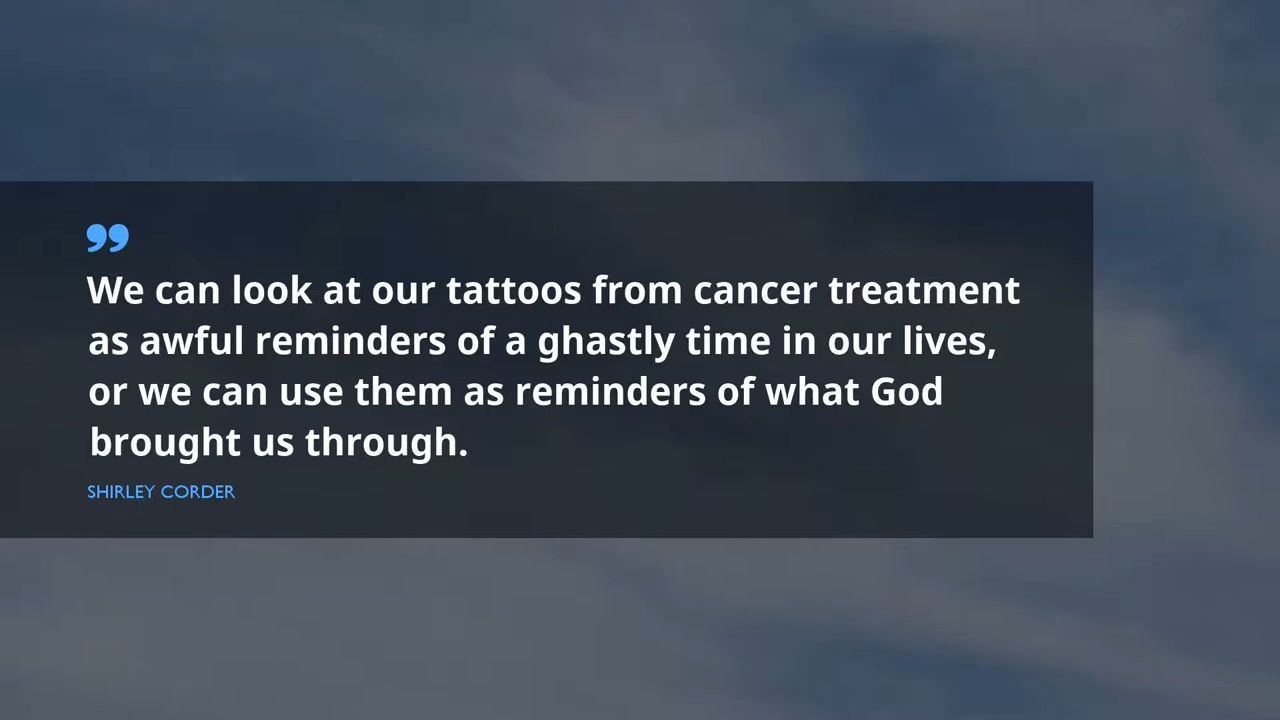 ❟❟
We can look at our tattoos from cancer treatment
as awful reminders of a ghastly time in our lives,
or we can use them as reminders of what God
brought us through.
SHIRLEY CORDER